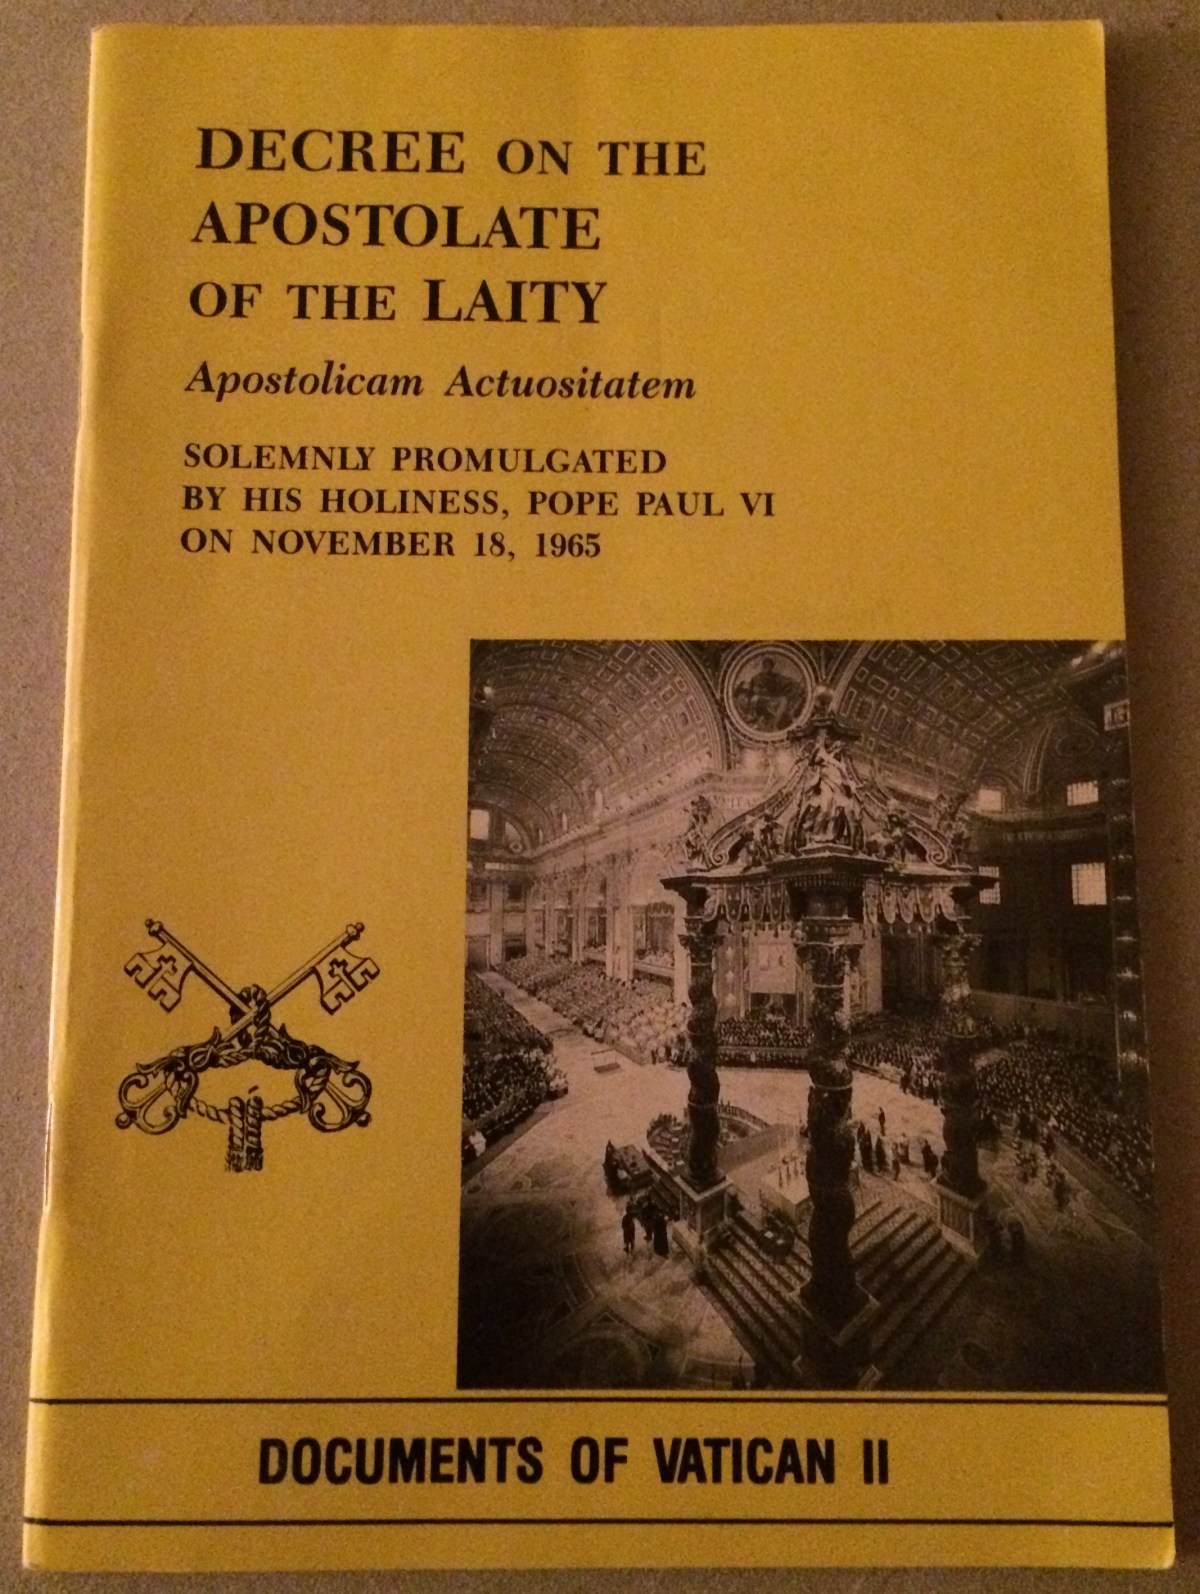 DECREE ON THE
APOSTOLATE
OF THE LAITY
Apostolicam Actuositatem
SOLEMNLY PROMULGATED
BY HIS HOLINESS, POPE PAUL VI
ON NOVEMBER 18, 1965
DOCUMENTS OF VATICAN II